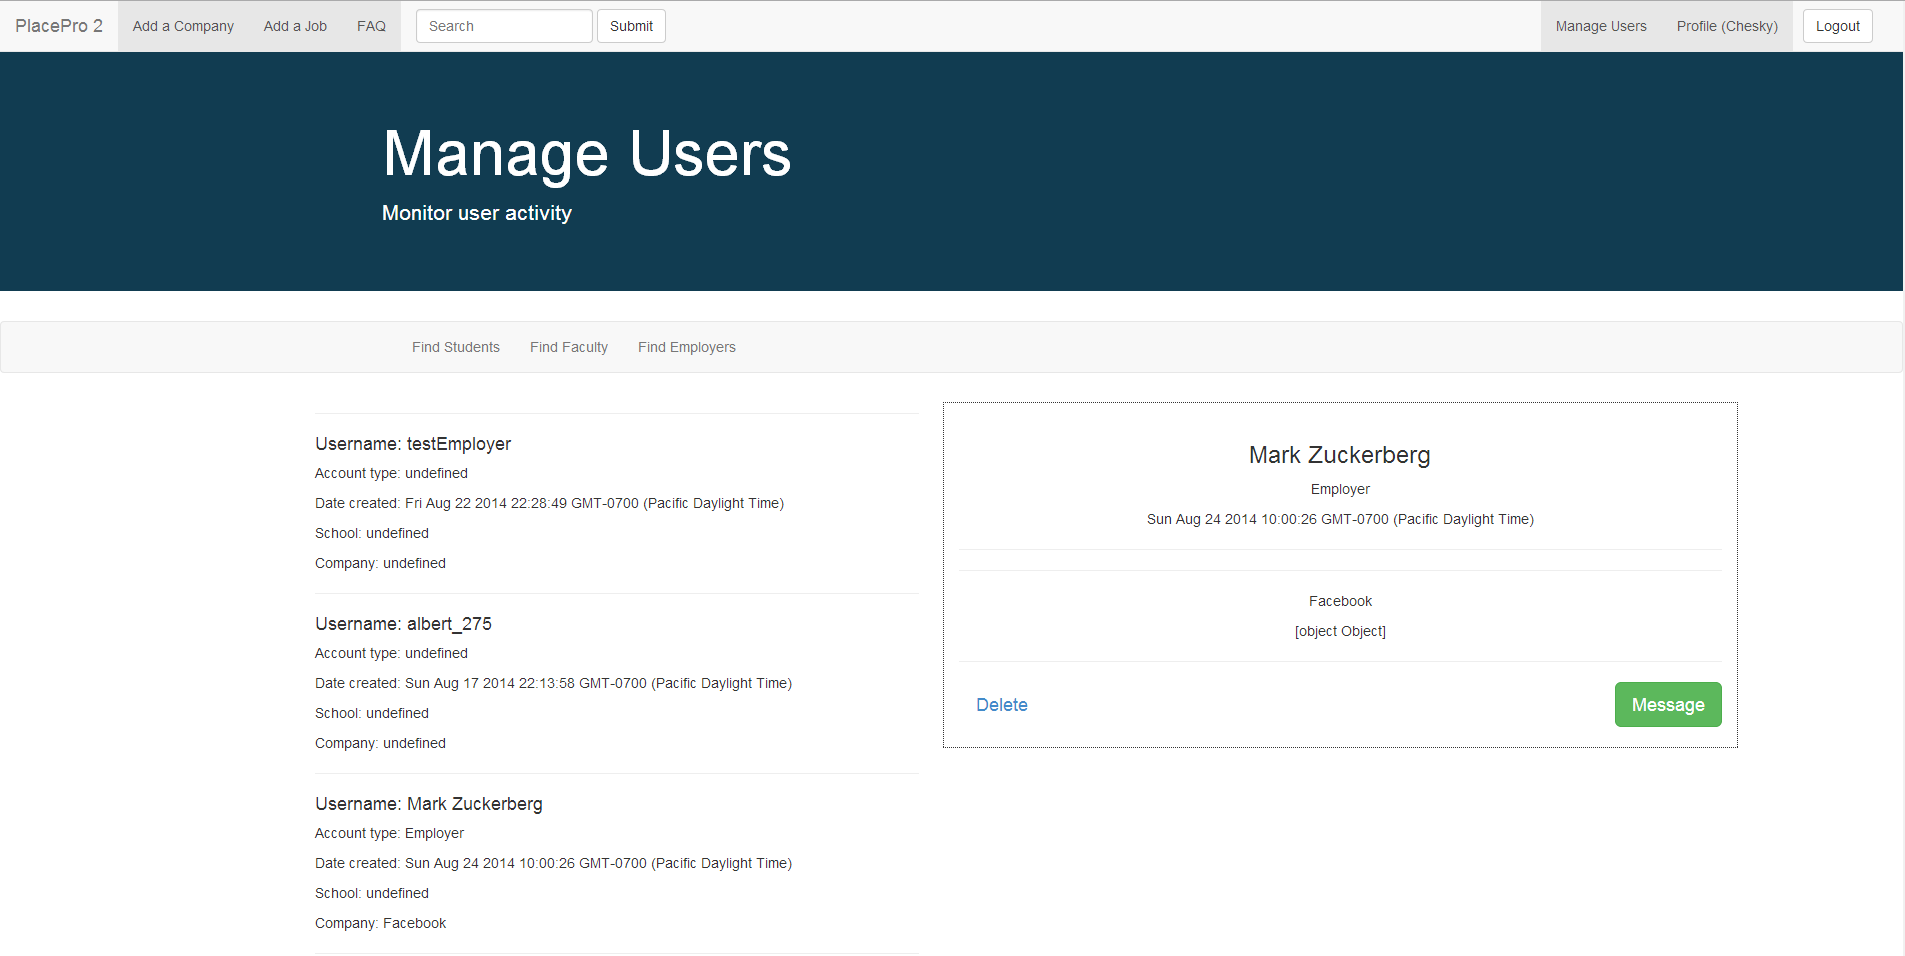 PlacePro 2 Add a Company Add a Job FAQ Search Submit Manage Users Profile (Chesky) Logout
Manage Users
Monitor user activity
Find Students Find Faculty Find Employers
Username: testEmployer
Account type: undefined
Date created: Fri Aug 22 2014 22:28:49 GMT-0700 (Pacific Daylight Time)
School: undefined
Company: undefined
Username: albert_275
Account type: undefined
Date created: Sun Aug 17 2014 22:13:58 GMT-0700 (Pacific Daylight Time)
School: undefined
Company: undefined
Username: Mark Zuckerberg
Account type: Employer
Date created: Sun Aug 24 2014 10:00:26 GMT-0700 (Pacific Daylight Time)
School: undefined
Company: Facebook
Mark Zuckerberg
Employer
Sun Aug 24 2014 10:00:26 GMT-0700 (Pacific Daylight Time)
Facebook
[object Object]
Delete Message